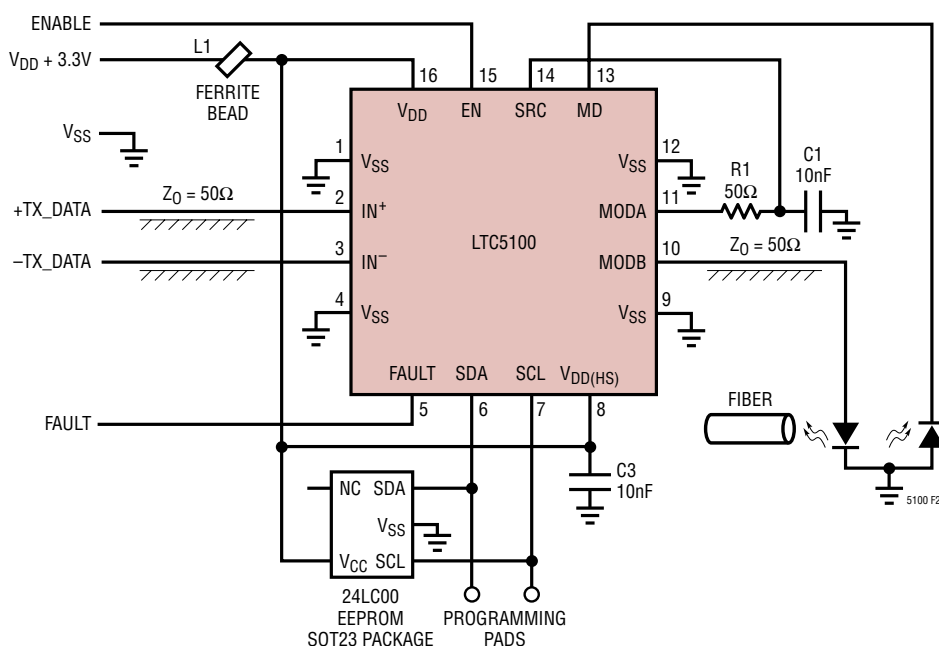 ENABLE
VDD + 3.3V
L1
FERRITE
BEAD
VSS
+TX_DATA
Z0 = 50Ω
–TX_DATA
FAULT
16
15
14
13
VDD
EN
SRC
MD
1
VSS
2
IN+
3
IN–
4
VSS
LTC5100
12
VSS
11
MODA
10
MODB
9
VSS
FAULT
SDA
SCL
VDD(HS)
5
6
7
8
R1
50Ω
C1
10nF
Z0 = 50Ω
FIBER
5100 F2
C3
10nF
NC
SDA
VSS
VCC
SCL
24LC00
EEPROM
SOT23 PACKAGE
PROGRAMMING
PADS